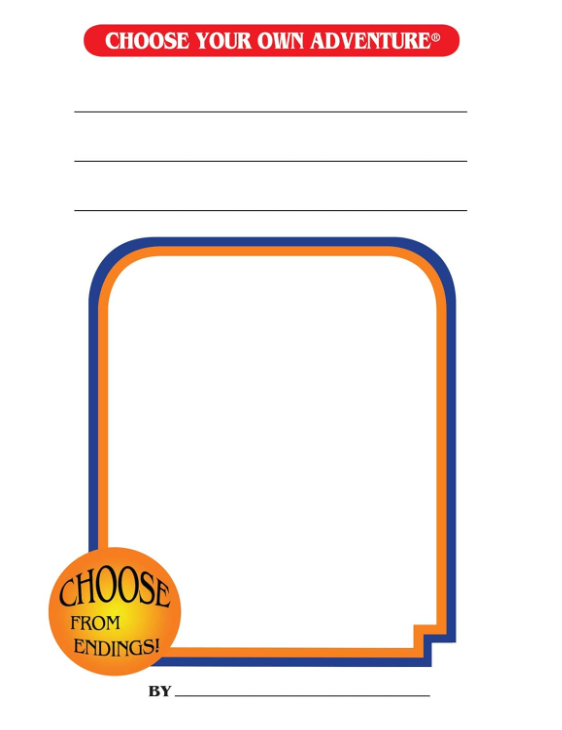 CHOOSE YOUR OWN ADVENTURE®
CHOOSE
FROM
ENDINGS!
BY